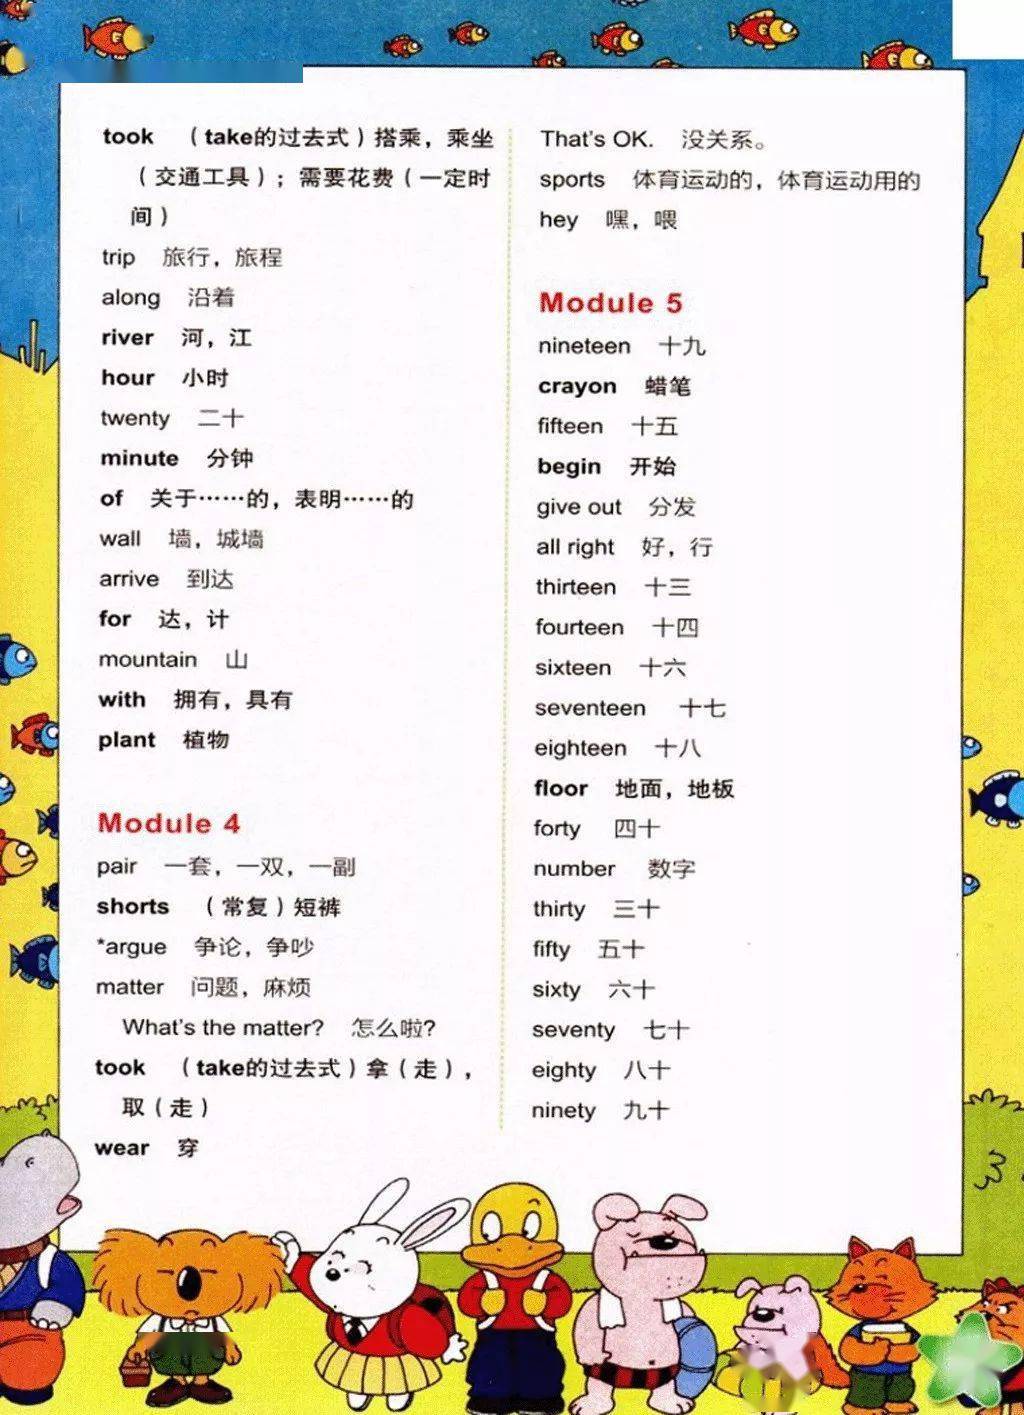 took （take的过去式）搭乘，乘坐
（交通工具）；需要花费（一定时
间）
trip 旅行，旅程
along 沿着
river 河，江
hour 小时
twenty 二十
minute 分钟
of 关于……的，表明……的
wall 墙，城墙
arrive 到达
for 达，计
mountain 山
with 拥有，具有
plant 植物
Module 4
pair 一套，一双，一副
shorts （常复）短裤
*argue 争论，争吵
matter 问题，麻烦
What's the matter? 怎么啦?
took （take的过去式）拿（走），
取（走）
wear 穿
That's OK. 没关系。
sports 体育运动的，体育运动用的
hey 嘿，喂
Module 5
nineteen 十九
crayon 蜡笔
fifteen 十五
begin 开始
give out 分发
all right 好，行
thirteen 十三
fourteen 十四
sixteen 十六
seventeen 十七
eighteen 十八
floor 地面，地板
forty 四十
number 数字
thirty 三十
fifty 五十
sixty 六十
seventy 七十
eighty 八十
ninety 九十